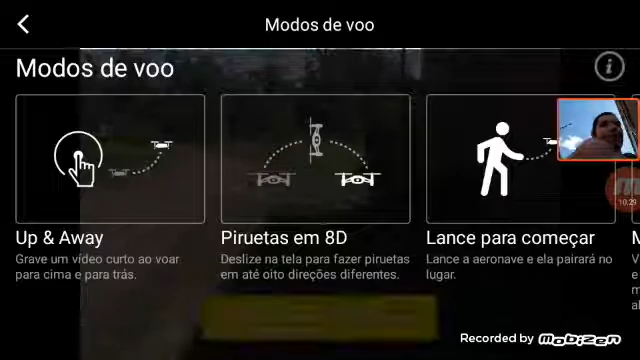 Modos de voo
Modos de voo
Up & Away
Grave um vídeo curto ao voar
para cima e para trás.
Piruetas em 8D
Deslize na tela para fazer piruetas
em até oito direções diferentes.
Lance para começar
Lance a aeronave e ela pairará no
lugar.
10:29
Recorded by mobizen